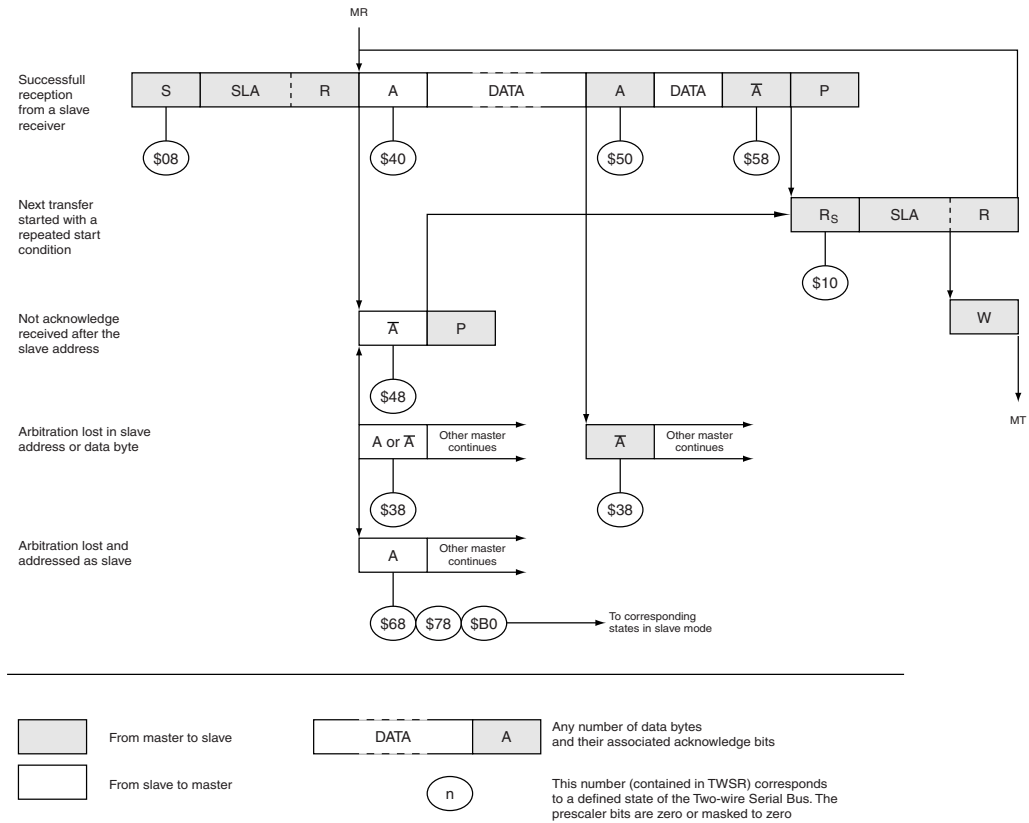 MR
Successfull
reception
from a slave
receiver
S SLA R A DATA A DATA A̅ P
$08 $40 $50 $58
Next transfer
started with a
repeated start
condition
RS SLA R
$10
Not acknowledge
received after the
slave address
A̅ P
W
$48
MT
Arbitration lost in slave
address or data byte
A or A̅ Other master
continues
A̅ Other master
continues
$38 $38
Arbitration lost and
addressed as slave
A Other master
continues
$68 $78 $B0 To corresponding
states in slave mode
From master to slave
DATA A Any number of data bytes
and their associated acknowledge bits
From slave to master
n This number (contained in TWSR) corresponds
to a defined state of the Two-wire Serial Bus. The
prescaler bits are zero or masked to zero